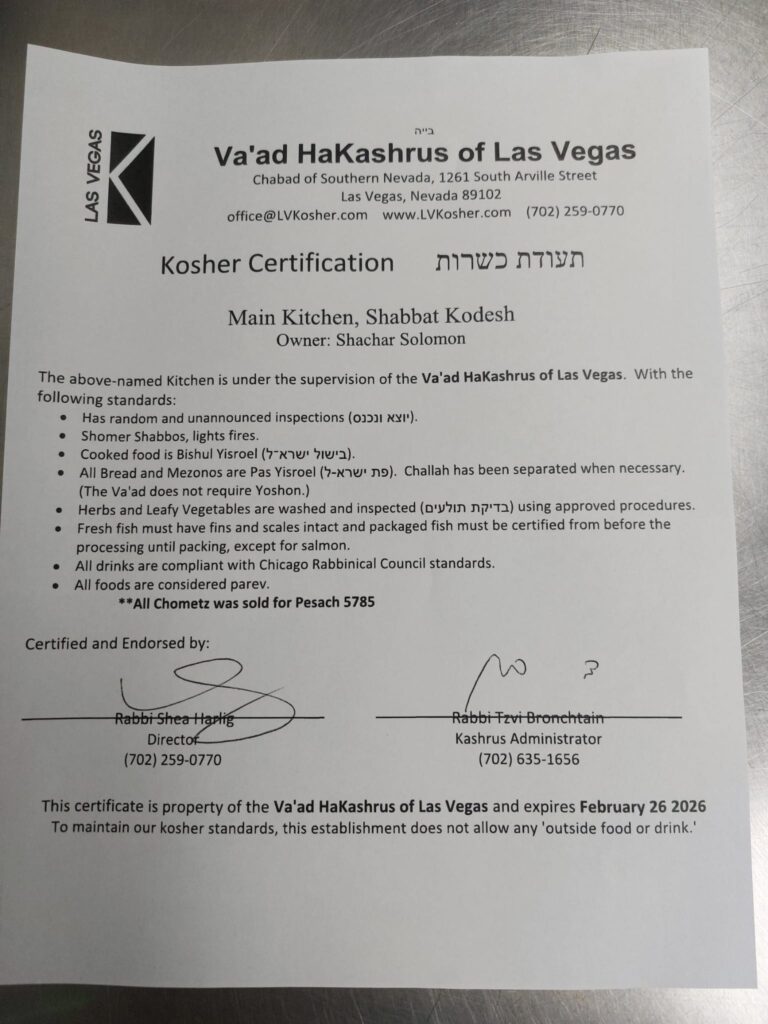 בייה
LAS VEGAS
Va'ad HaKashrus of Las Vegas
Chabad of Southern Nevada, 1261 South Arville Street
Las Vegas, Nevada 89102
office@LVKosher.com www.LVKosher.com (702) 259-0770
Kosher Certification תעודת כשרות
Main Kitchen, Shabbat Kodesh
Owner: Shachar Solomon
The above-named Kitchen is under the supervision of the Va'ad HaKashrus of Las Vegas. With the
following standards:
• Has random and unannounced inspections (יוצא ונכנס).
• Shomer Shabbos, lights fires.
• Cooked food is Bishul Yisroel (בישול ישרא־ל).
• All Bread and Mezonos are Pas Yisroel (פת ישרא-ל). Challah has been separated when necessary.
(The Va'ad does not require Yoshon.)
• Herbs and Leafy Vegetables are washed and inspected (בדיקת תולעים) using approved procedures.
• Fresh fish must have fins and scales intact and packaged fish must be certified from before the
processing until packing, except for salmon.
• All drinks are compliant with Chicago Rabbinical Council standards.
• All foods are considered parev.
**All Chometz was sold for Pesach 5785
Certified and Endorsed by:
Rabbi Shea Harlig Rabbi Tzvi Bronchtain
Director Kashrus Administrator
(702) 259-0770 (702) 635-1656
This certificate is property of the Va'ad HaKashrus of Las Vegas and expires February 26 2026
To maintain our kosher standards, this establishment does not allow any 'outside food or drink.'